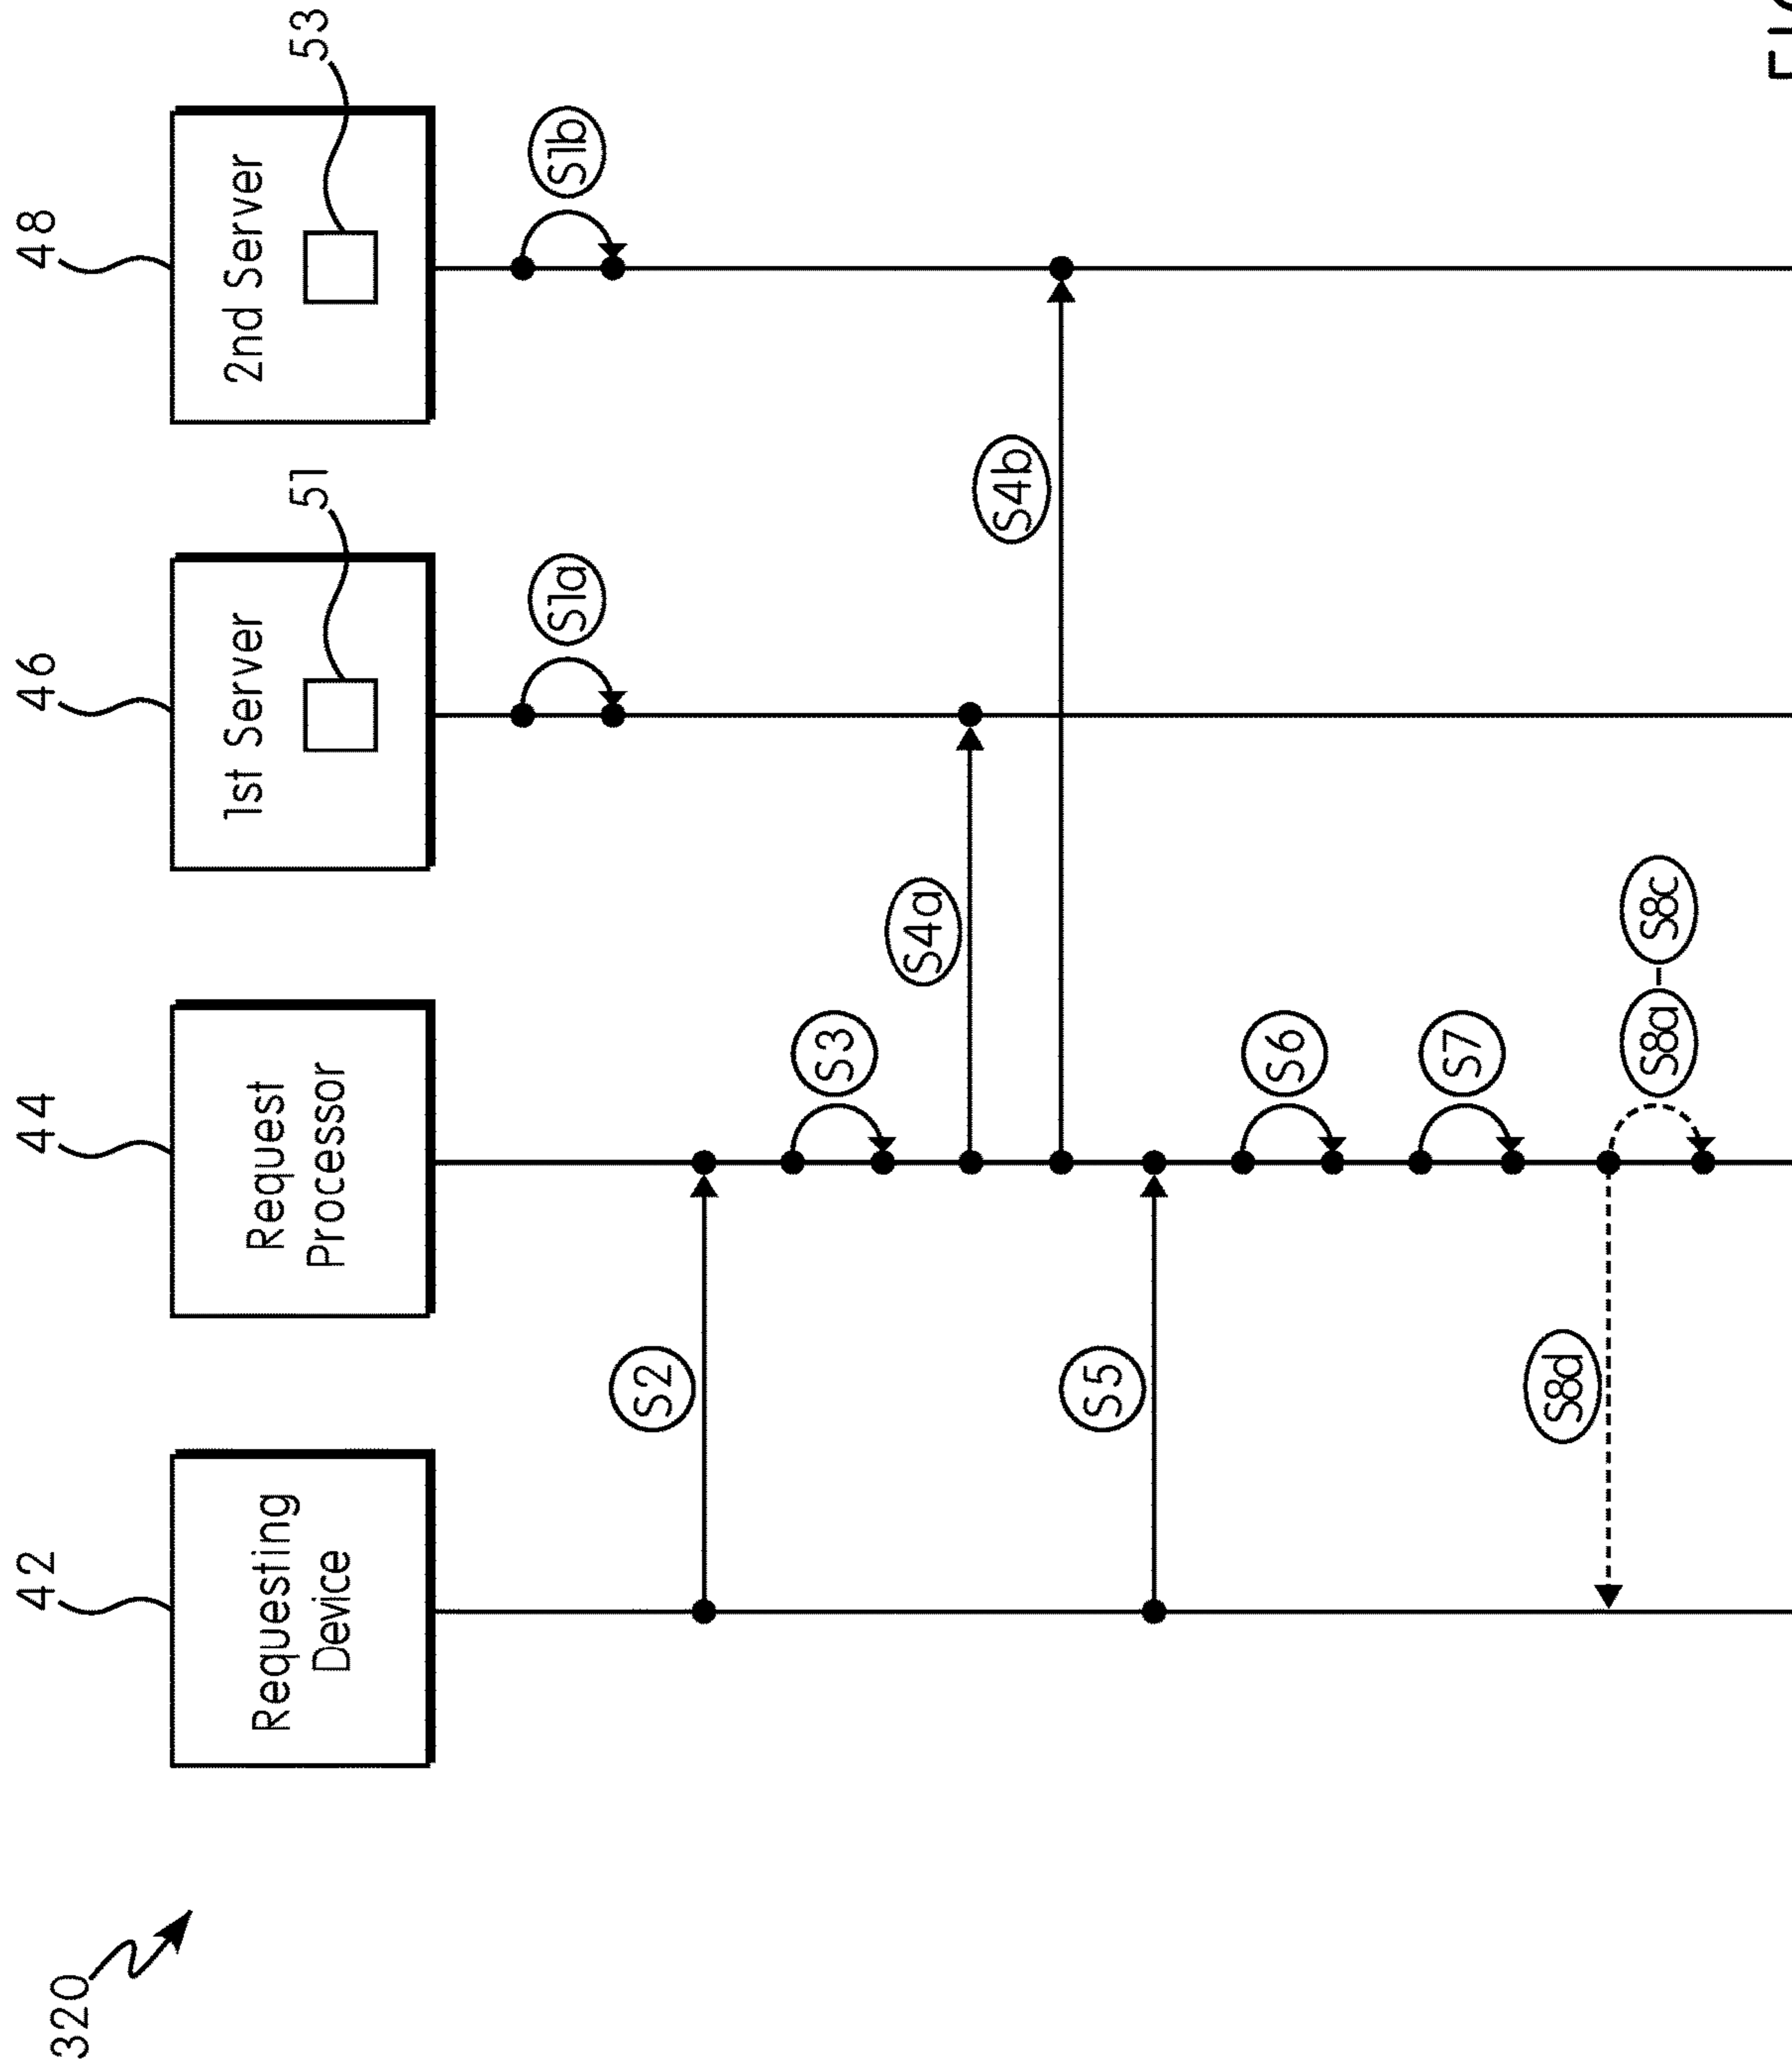 320
42
44
46
48
Requesting
Device
Request
Processor
1st Server
51
2nd Server
53
S1a
S1b
S2
S3
S4a
S4b
S5
S6
S7
S8d
S8a
S8c